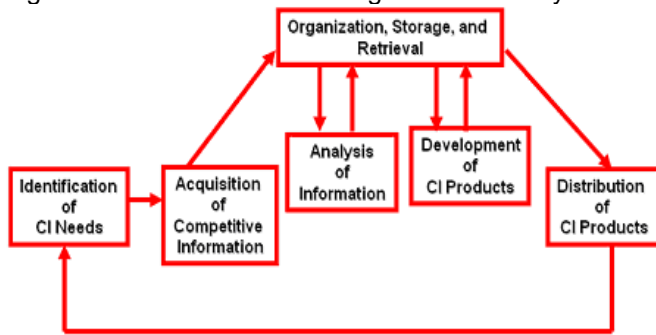 Organization, Storage, and
Retrieval
Analysis
of
Information
Development
of
CI Products
Identification
of
CI Needs
Acquisition
of
Competitive
Information
Distribution
of
CI Products